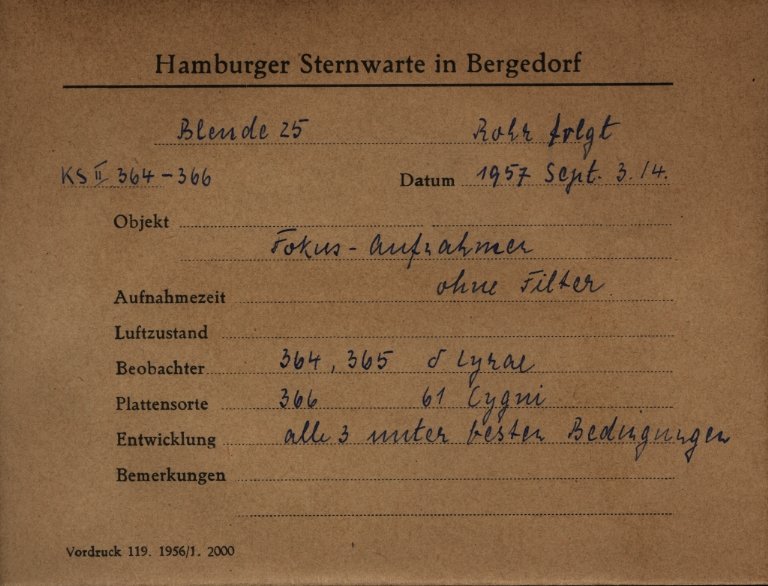 Hamburger Sternwarte in Bergedorf
Blende 25 Rohr folgt
KS II 364-366 Datum 1957 Sept. 3./4.
Objekt
Fokus-Aufnahmen
Aufnahmezeit ohne Filter
Luftzustand
Beobachter 364, 365 δ Lyrae
Plattensorte 366 61 Cygni
Entwicklung alle 3 unter besten Bedingungen
Bemerkungen
Vordruck 119. 1956/1. 2000